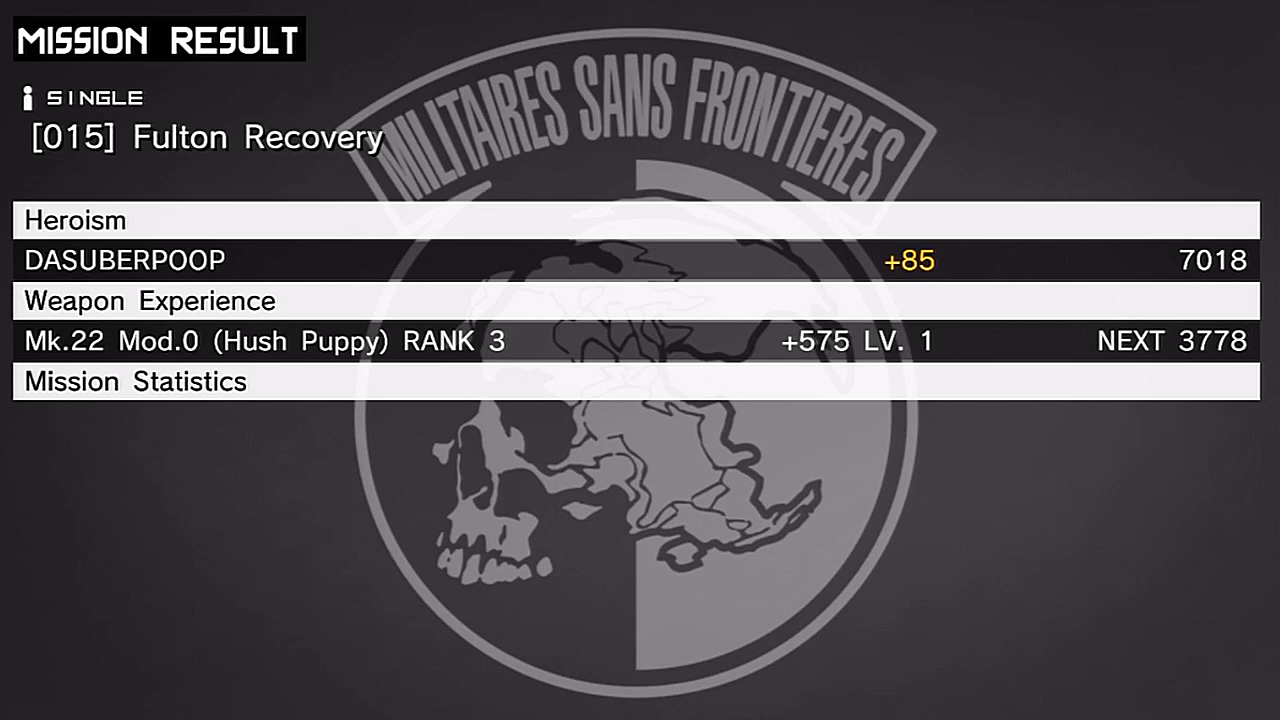 MISSION RESULT
SINGLE
[015] Fulton Recovery
MILITAIRES SANS FRONTIERES
Heroism
DASUBERPOOP +85 7018
Weapon Experience
Mk.22 Mod.0 (Hush Puppy) RANK 3 +575 LV. 1 NEXT 3778
Mission Statistics